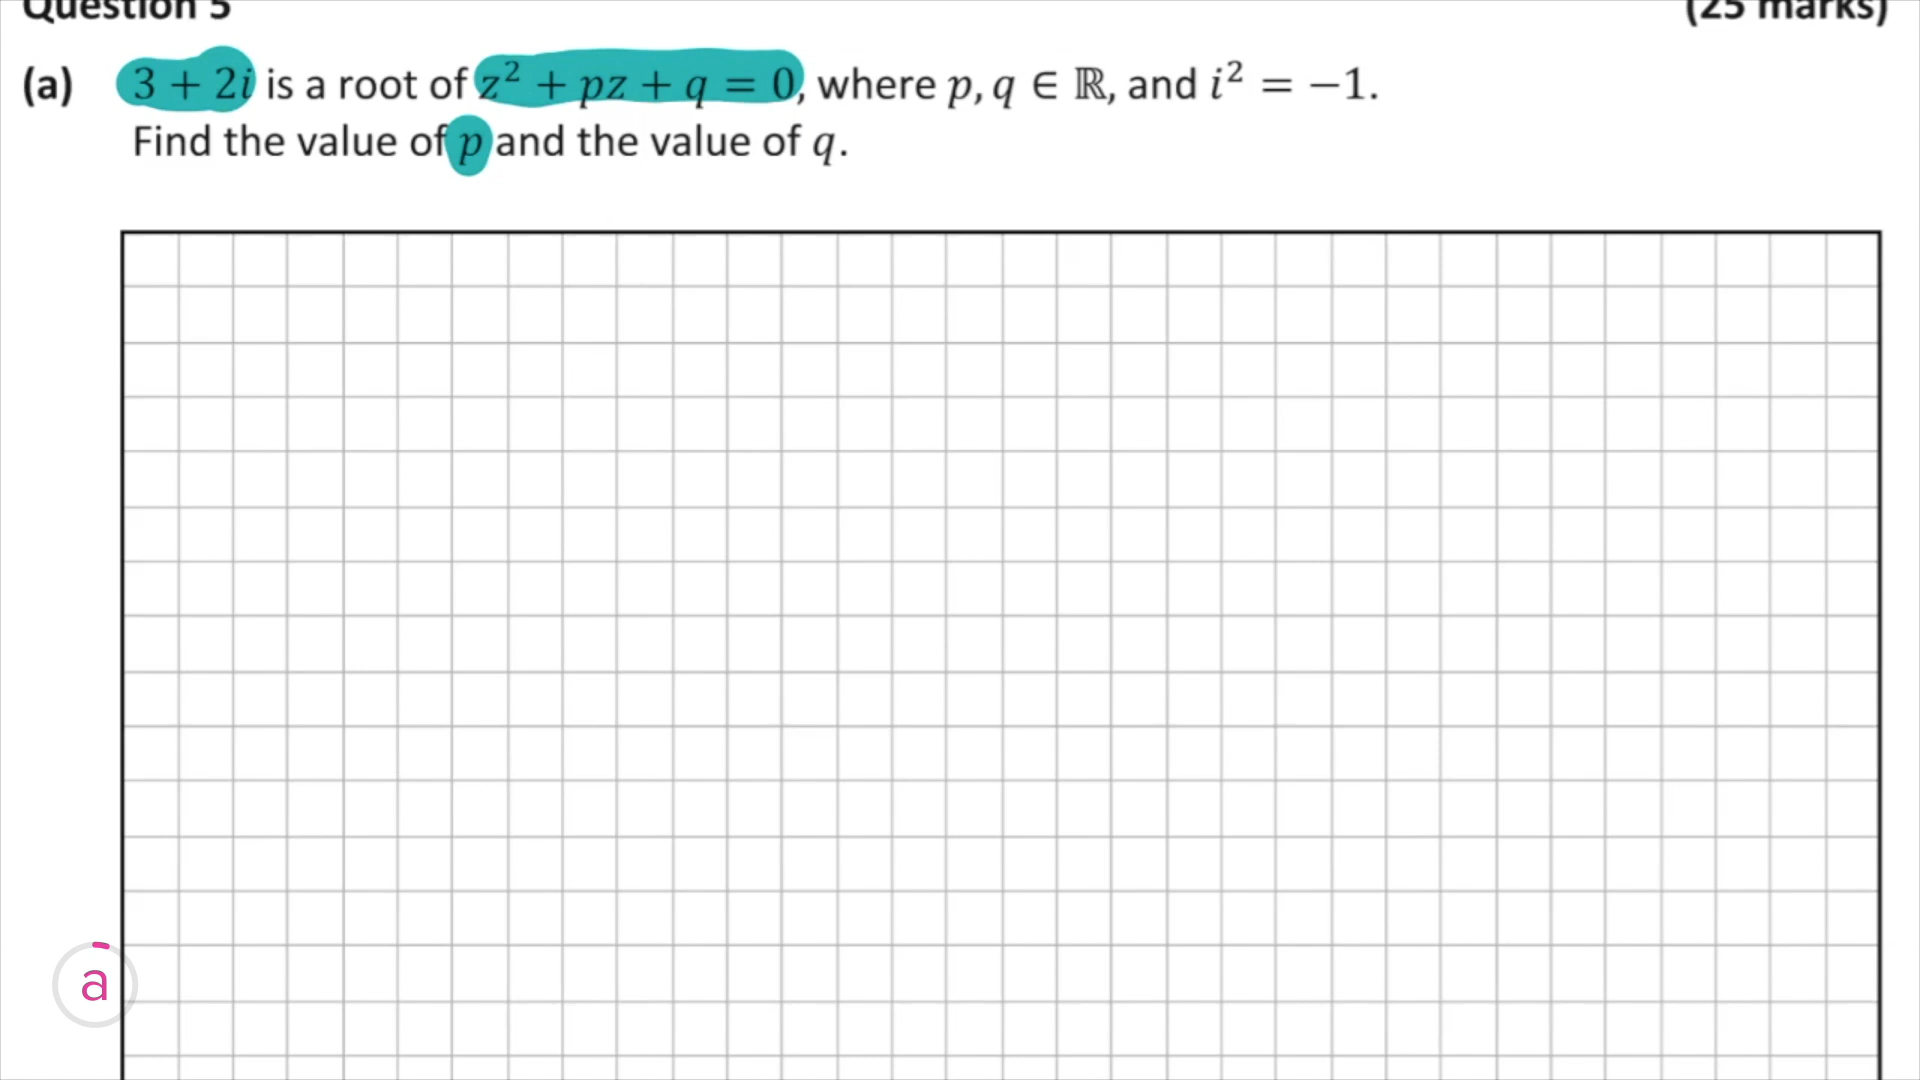 Question 5 (25 marks)
(a) 3 + 2i is a root of z² + pz + q = 0, where p, q ∈ ℝ, and i² = −1.
Find the value of p and the value of q.
a